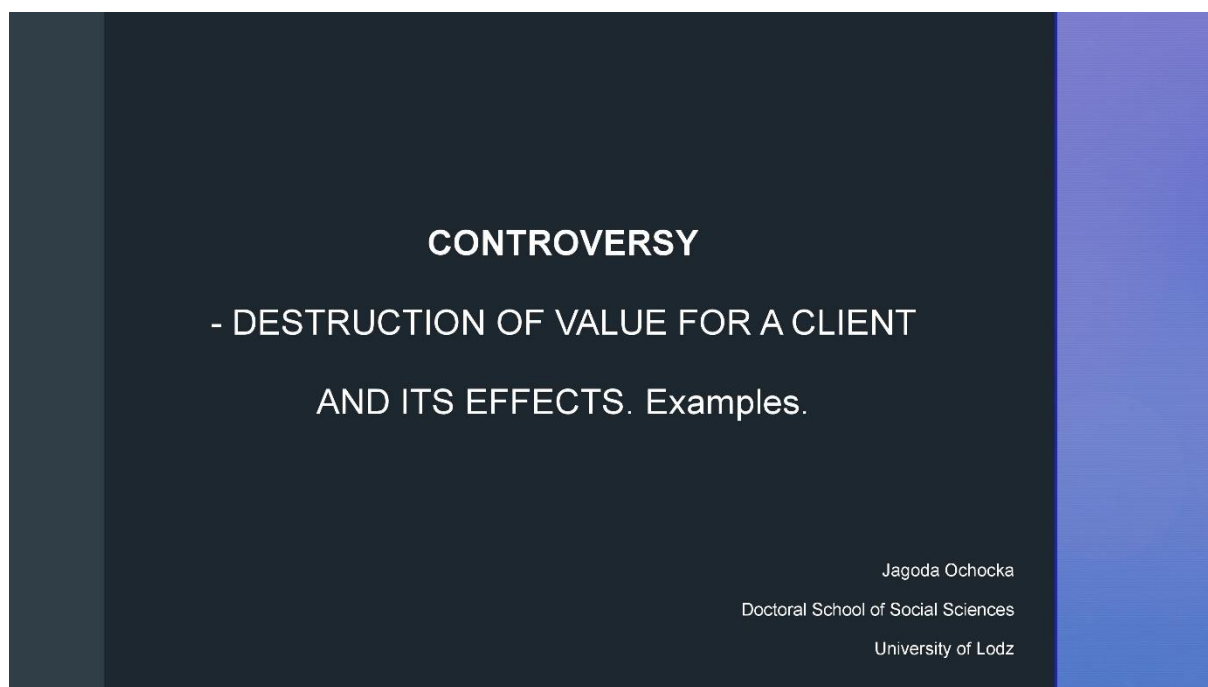 CONTROVERSY
- DESTRUCTION OF VALUE FOR A CLIENT
AND ITS EFFECTS. Examples.
Jagoda Ochocka
Doctoral School of Social Sciences
University of Lodz